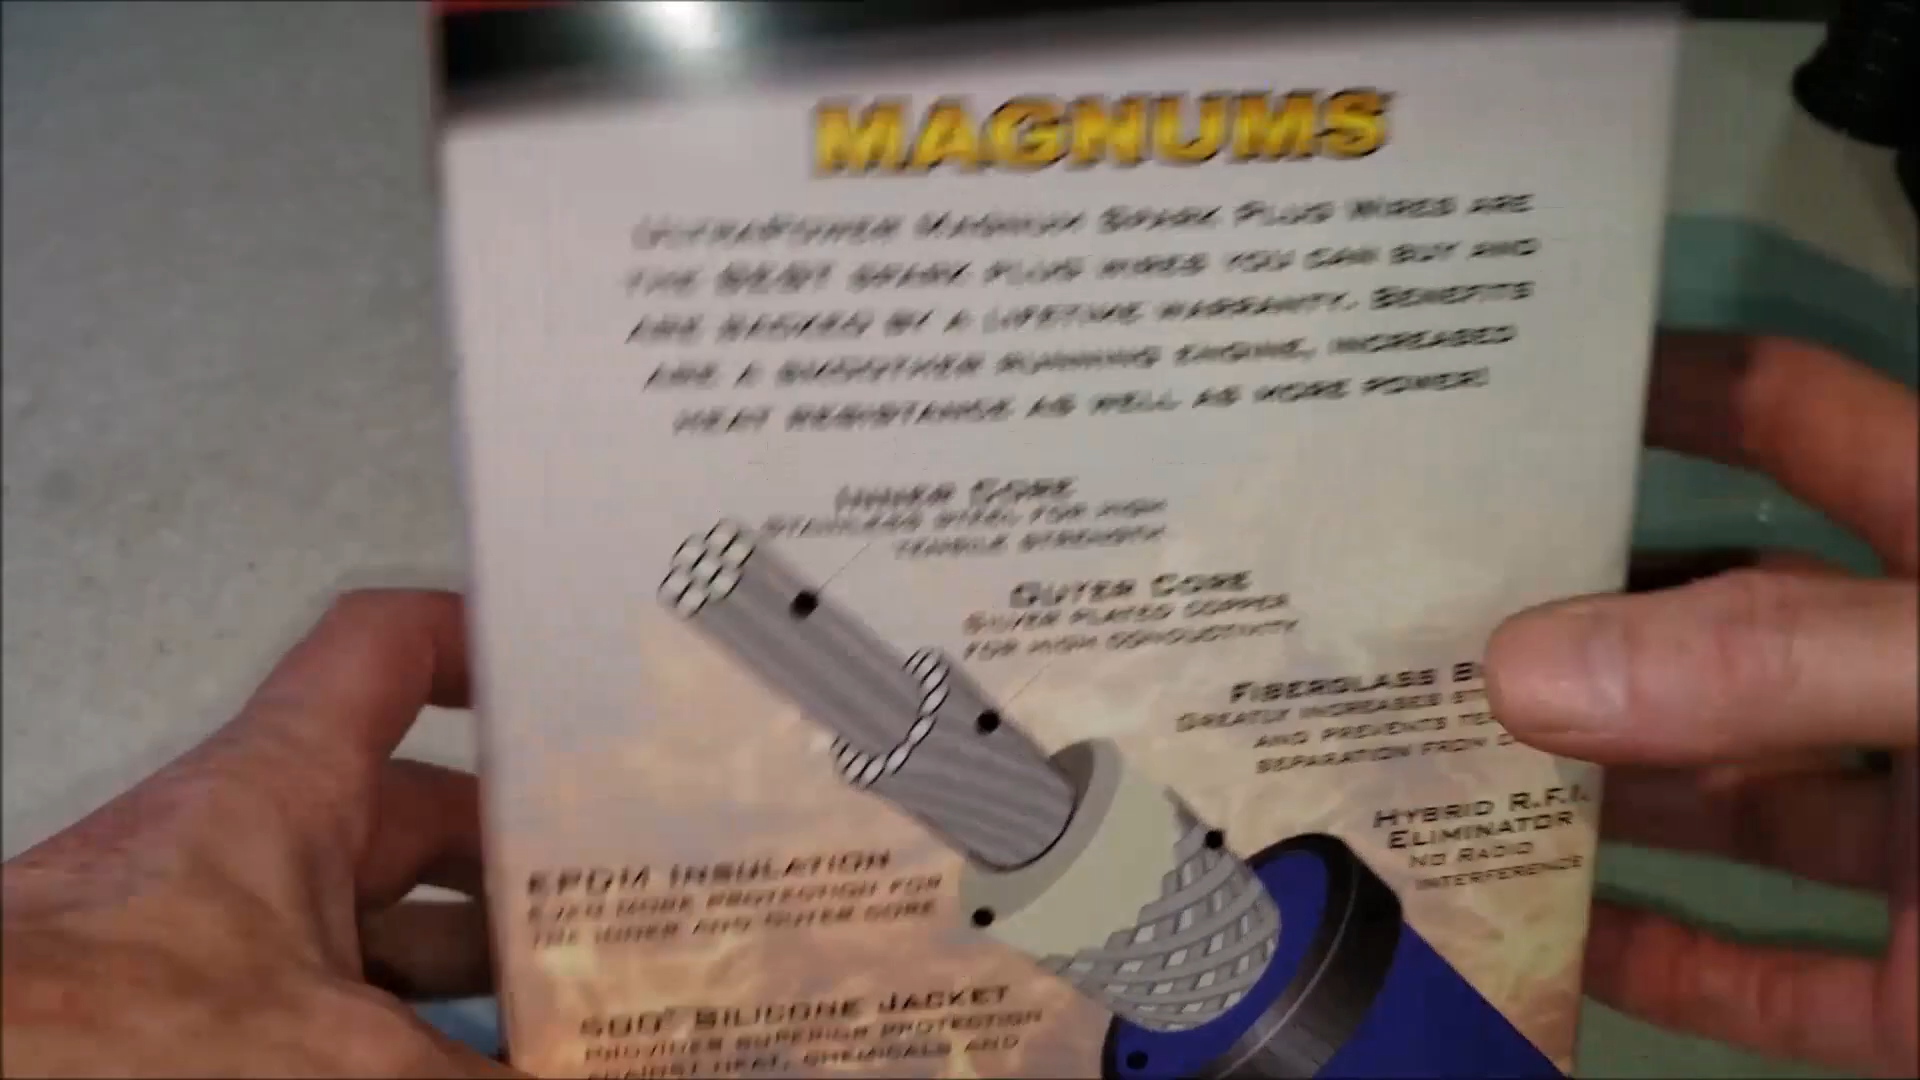 MAGNUMS
ULTRAPOWER MAGNUM SPARK PLUG WIRES ARE
THE BEST SPARK PLUG WIRES YOU CAN BUY AND
ARE BACKED BY A LIFETIME WARRANTY. BENEFITS
ARE A SMOOTHER RUNNING ENGINE, INCREASED
HEAT RESISTANCE AS WELL AS MORE POWER!
INNER CORE
STAINLESS STEEL FOR HIGH
TENSILE STRENGTH
OUTER CORE
SILVER PLATED COPPER
FOR HIGH CONDUCTIVITY
FIBERGLASS
GREATLY INCREASES
AND PREVENTS
SEPARATION FROM
HYBRID R.F.I.
ELIMINATOR
NO RADIO
INTERFERENCE
EPDM INSULATION
EVEN MORE PROTECTION FOR
THE INNER AND OUTER CORE
500° SILICONE JACKET
PROVIDES SUPERIOR PROTECTION
AGAINST HEAT, CHEMICALS AND